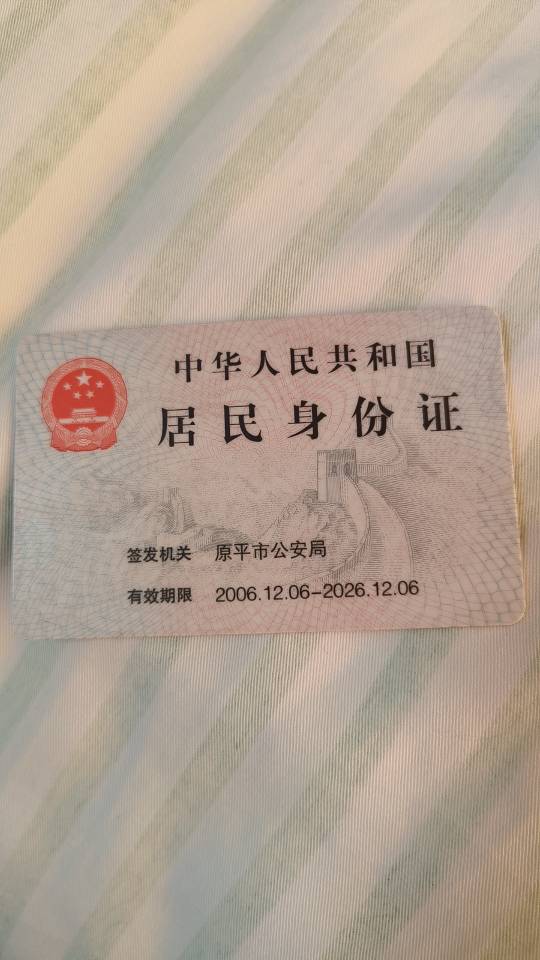 中华人民共和国
居民身份证
签发机关 原平市公安局
有效期限 2006.12.06-2026.12.06